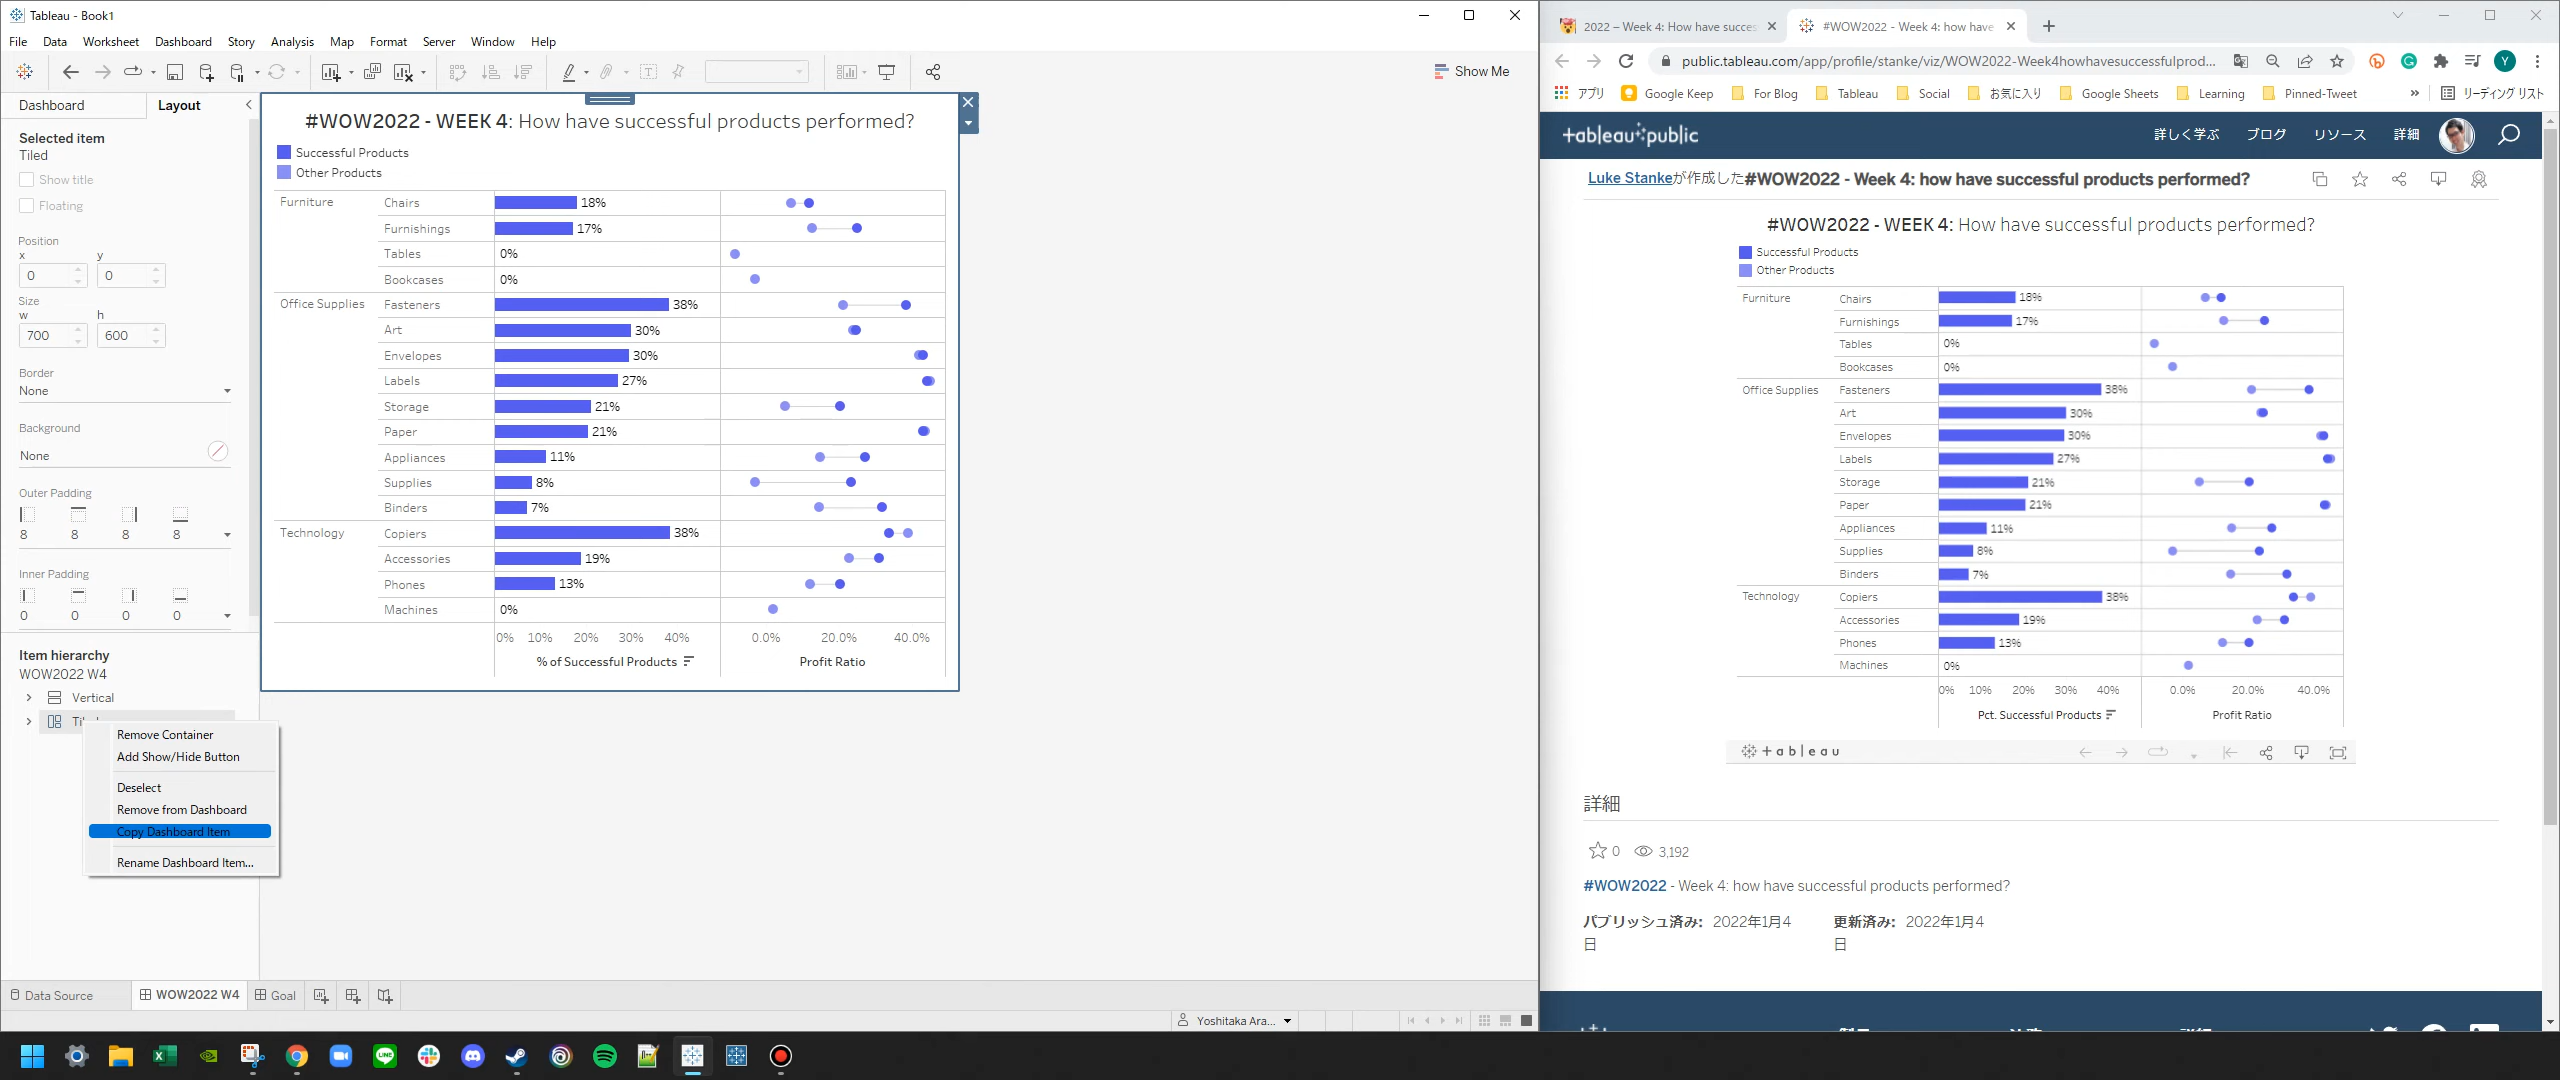 Tableau - Book1
File Data Worksheet Dashboard Story Analysis Map Format Server Window Help
Show Me
Dashboard Layout
Selected item
Tiled
Show title
Floating
Position
x y
0 0
Size
w h
700 600
Border
None
Background
None
Outer Padding
8 8 8 8
Inner Padding
0 0 0 0
Item hierarchy
WOW2022 W4
Vertical
Remove Container
Add Show/Hide Button
Deselect
Remove from Dashboard
Copy Dashboard Item
Rename Dashboard Item...
#WOW2022 - WEEK 4: How have successful products performed?
Successful Products
Other Products
Furniture Chairs 18%
Furnishings 17%
Tables 0%
Bookcases 0%
Office Supplies Fasteners 38%
Art 30%
Envelopes 30%
Labels 27%
Storage 21%
Paper 21%
Appliances 11%
Supplies 8%
Binders 7%
Technology Copiers 38%
Accessories 19%
Phones 13%
Machines 0%
0% 10% 20% 30% 40% 0.0% 20.0% 40.0%
% of Successful Products Profit Ratio
Data Source WOW2022 W4 Goal
Yoshitaka Ara...
2022 – Week 4: How have succes #WOW2022 - Week 4: how have
public.tableau.com/app/profile/stanke/viz/WOW2022-Week4howhavesuccessfulprod... Y
アプリ Google Keep For Blog Tableau Social お気に入り Google Sheets Learning Pinned-Tweet » リーディング リスト
tableau public 詳しく学ぶ ブログ リソース 詳細
Luke Stankeが作成した#WOW2022 - Week 4: how have successful products performed?
#WOW2022 - WEEK 4: How have successful products performed?
Successful Products
Other Products
Furniture Chairs 18%
Furnishings 17%
Tables 0%
Bookcases 0%
Office Supplies Fasteners 38%
Art 30%
Envelopes 30%
Labels 27%
Storage 21%
Paper 21%
Appliances 11%
Supplies 8%
Binders 7%
Technology Copiers 38%
Accessories 19%
Phones 13%
Machines 0%
0% 10% 20% 30% 40% 0.0% 20.0% 40.0%
Pct. Successful Products Profit Ratio
tableau
詳細
0 3,192
#WOW2022 - Week 4: how have successful products performed?
パブリッシュ済み: 2022年1月4日 更新済み: 2022年1月4日